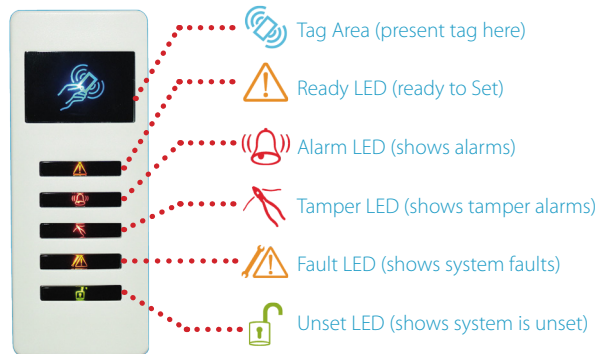 Tag Area (present tag here)
Ready LED (ready to Set)
Alarm LED (shows alarms)
Tamper LED (shows tamper alarms)
Fault LED (shows system faults)
Unset LED (shows system is unset)